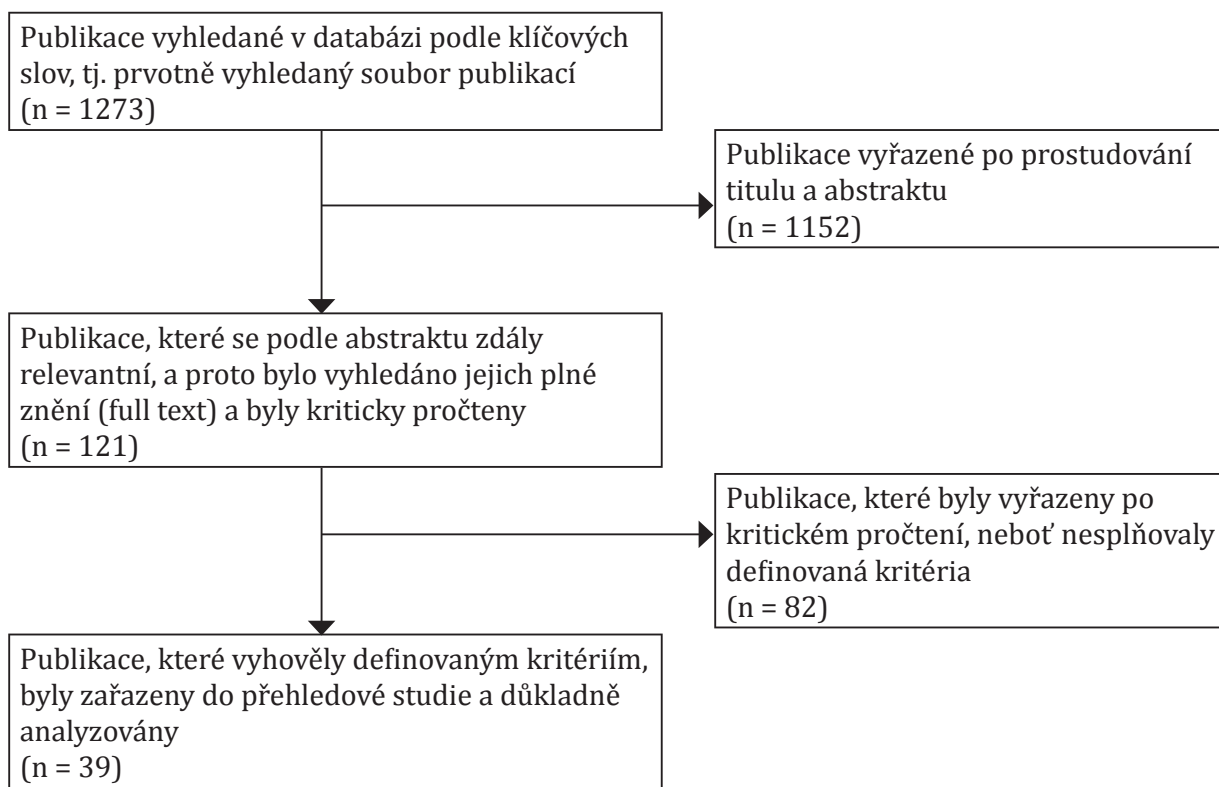 Publikace vyhledané v databázi podle klíčových
slov, tj. prvotně vyhledaný soubor publikací
(n = 1273)
Publikace vyřazené po prostudování
titulu a abstraktu
(n = 1152)
Publikace, které se podle abstraktu zdály
relevantní, a proto bylo vyhledáno jejich plné
znění (full text) a byly kriticky pročteny
(n = 121)
Publikace, které byly vyřazeny po
kritickém pročtení, neboť nesplňovaly
definovaná kritéria
(n = 82)
Publikace, které vyhověly definovaným kritériím,
byly zařazeny do přehledové studie a důkladně
analyzovány
(n = 39)